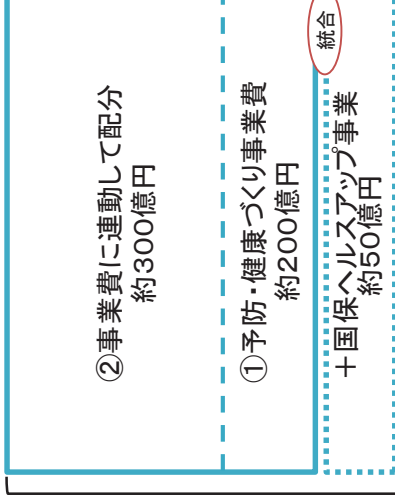 ②事業費に連動して配分
約300億円
①予防・健康づくり事業費
約200億円
統合
＋国保ヘルスアップ事業
約50億円